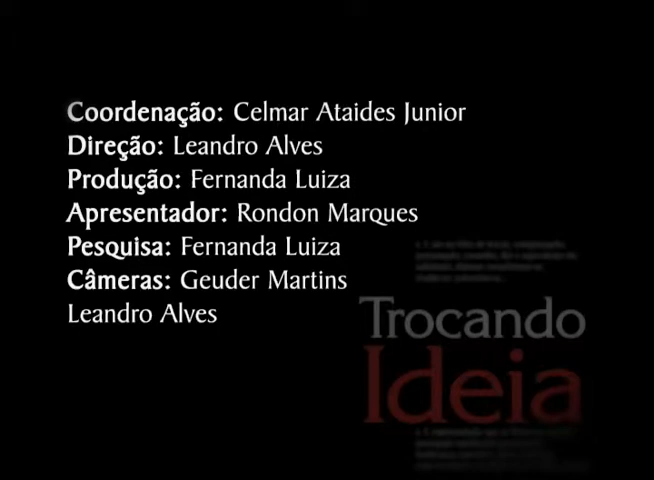 Coordenação: Celmar Ataides Junior
Direção: Leandro Alves
Produção: Fernanda Luiza
Apresentador: Rondon Marques
Pesquisa: Fernanda Luiza
Câmeras: Geuder Martins
Leandro Alves
Trocando
Ideia